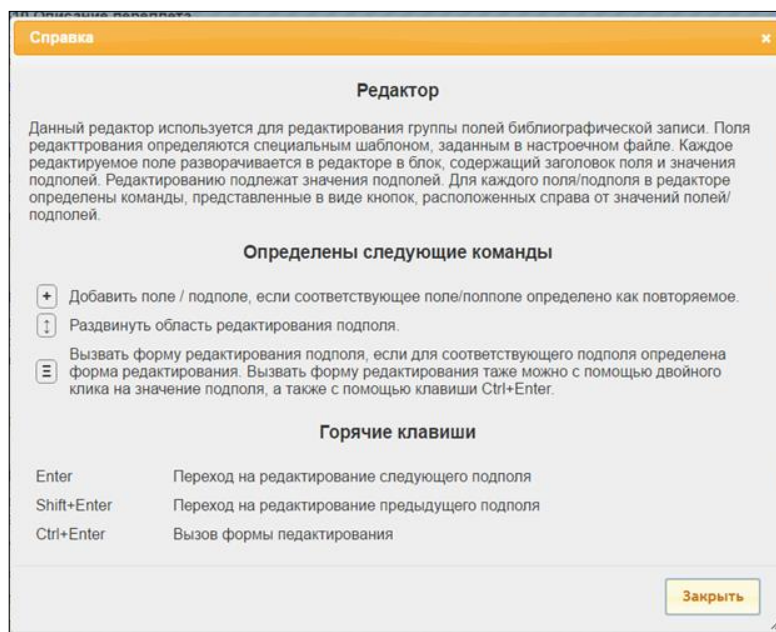 10 Описание переплета
Справка
Редактор
Данный редактор используется для редактирования группы полей библиографической записи. Поля
редакттрования определяются специальным шаблоном, заданным в настроечном файле. Каждое
редактируемое поле разворачивается в редакторе в блок, содержащий заголовок поля и значения
подполей. Редактированию подлежат значения подполей. Для каждого поля/подполя в редакторе
определены команды, представленные в виде кнопок, расположенных справа от значений полей/
подполей.
Определены следующие команды
+ Добавить поле / подполе, если соответствующее поле/полполе определено как повторяемое.
↕ Раздвинуть область редактирования подполя.
Вызвать форму редактирования подполя, если для соответствующего подполя определена
Ξ форма редактирования. Вызвать форму редактирования таже можно с помощью двойного
клика на значение подполя, а также с помощью клавиши Ctrl+Enter.
Горячие клавиши
Enter Переход на редактирование следующего подполя
Shift+Enter Переход на редактирование предыдущего подполя
Ctrl+Enter Вызов формы педактирования
Закрыть